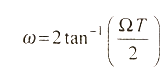 ω = 2 tan⁻¹ (ΩT/2)